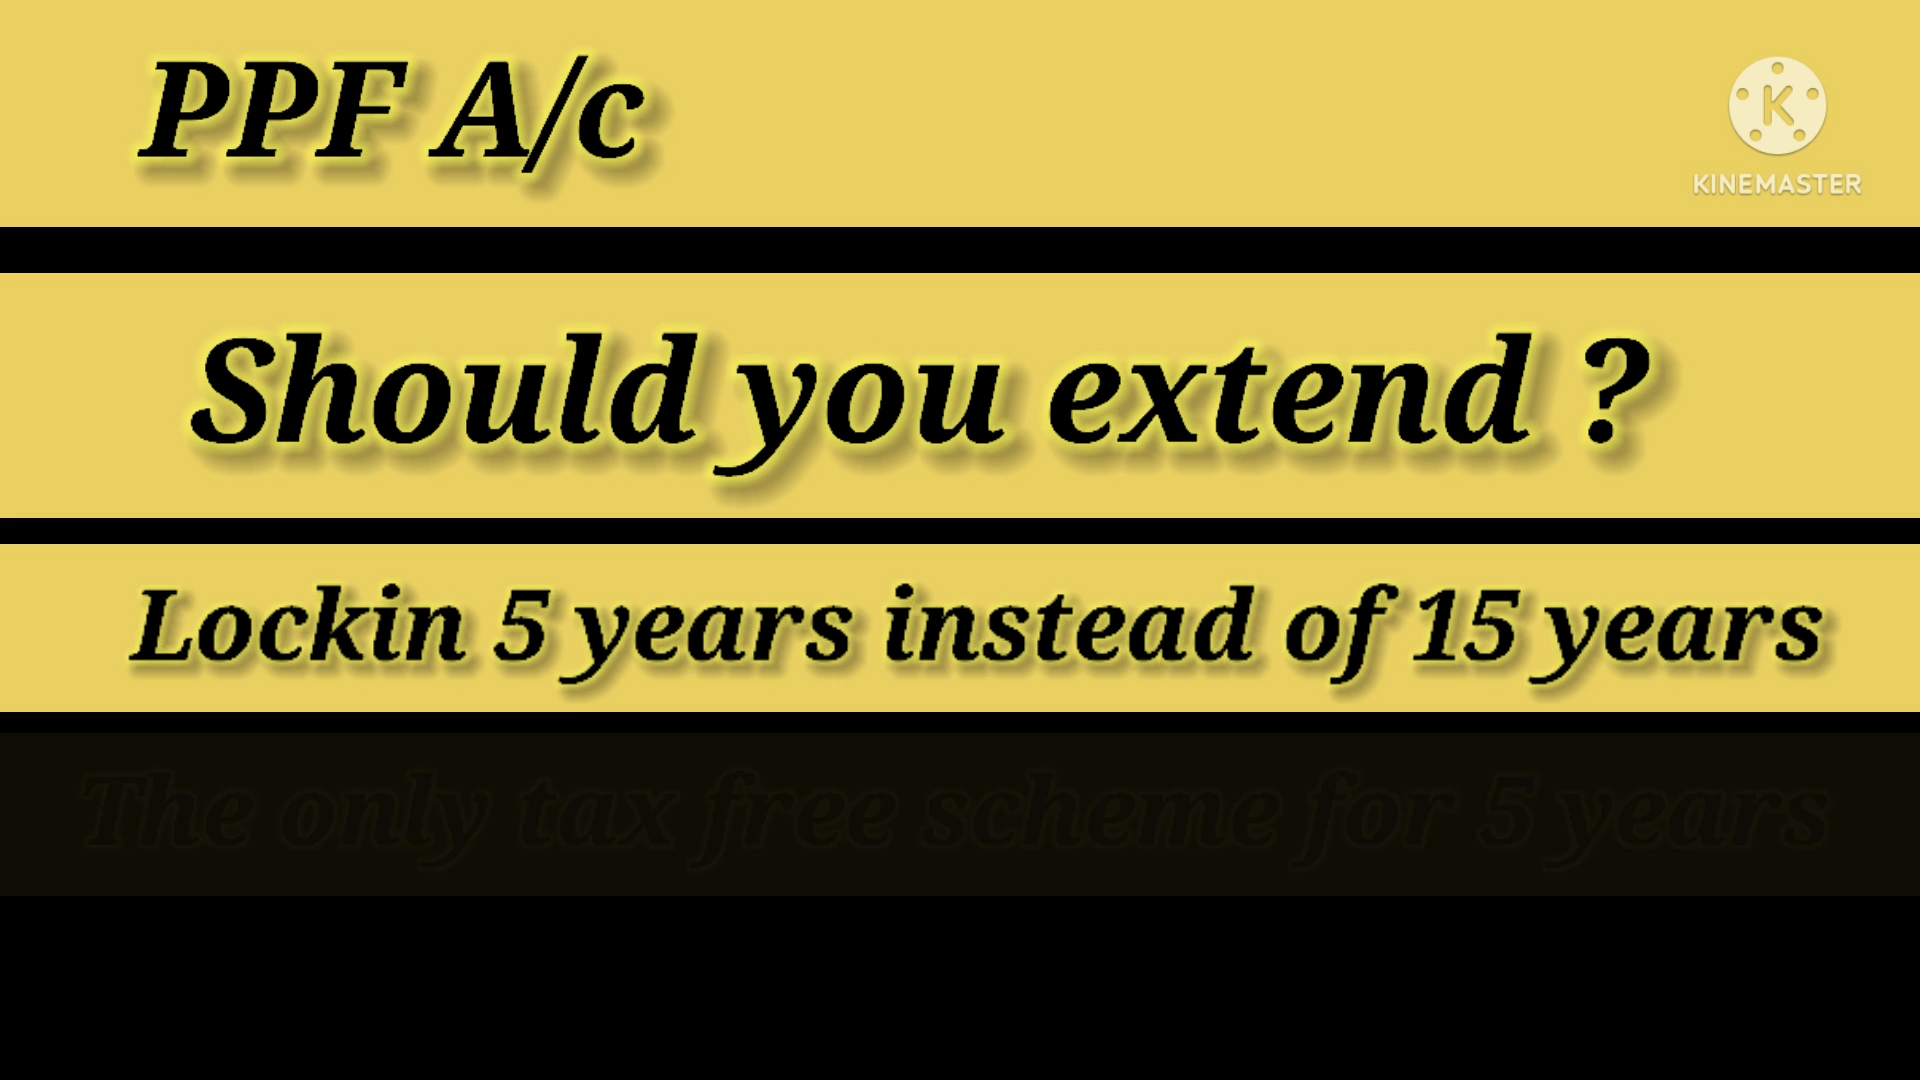 PPF A/c
K
KINEMASTER
Should you extend ?
Lockin 5 years instead of 15 years
The only tax free scheme for 5 years